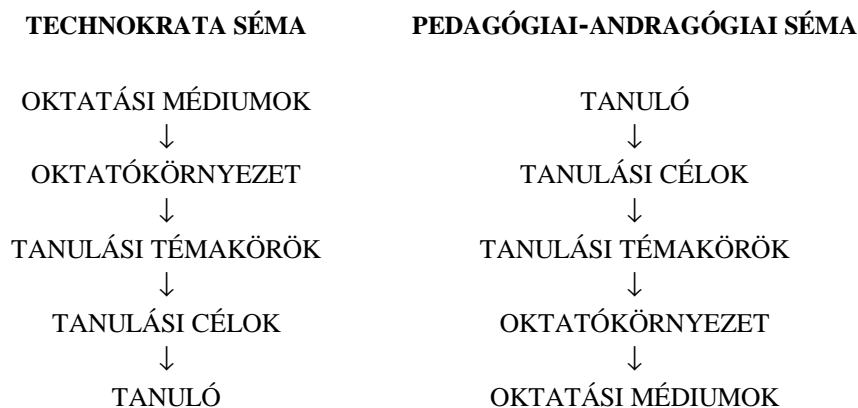 TECHNOKRATA SÉMA
OKTATÁSI MÉDIUMOK
↓
OKTATÓKÖRNYEZET
↓
TANULÁSI TÉMAKÖRÖK
↓
TANULÁSI CÉLOK
↓
TANULÓ
PEDAGÓGIAI-ANDRAGÓGIAI SÉMA
TANULÓ
↓
TANULÁSI CÉLOK
↓
TANULÁSI TÉMAKÖRÖK
↓
OKTATÓKÖRNYEZET
↓
OKTATÁSI MÉDIUMOK